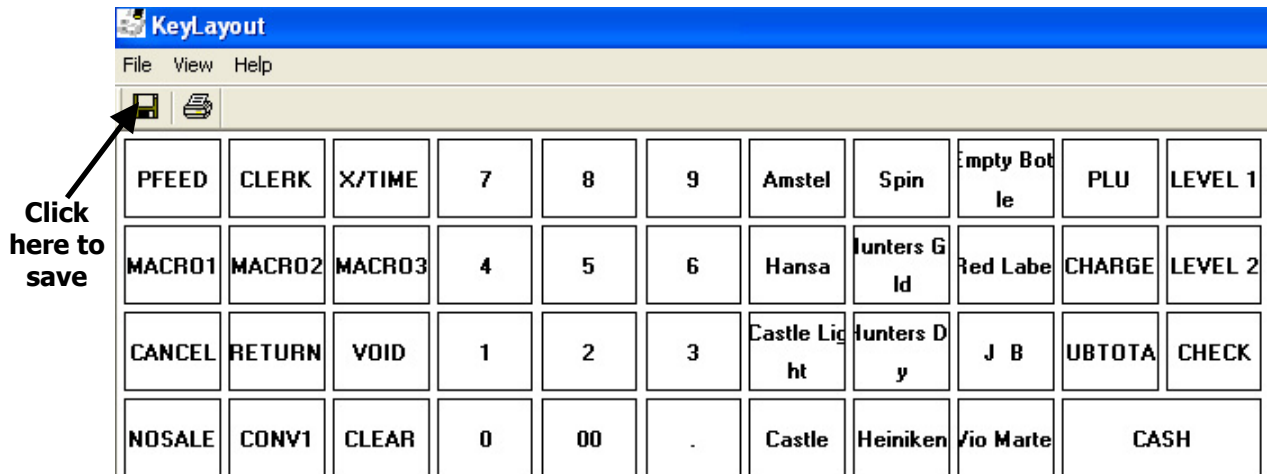 KeyLayout
File View Help
Click
here to
save
PFEED CLERK X/TIME 7 8 9 Amstel Spin Empty Bot
le PLU LEVEL 1
MACRO1 MACRO2 MACRO3 4 5 6 Hansa Hunters G
ld Red Labe CHARGE LEVEL 2
CANCEL RETURN VOID 1 2 3 Castle Lig
ht Hunters D
y J B UBTOTA CHECK
NOSALE CONV1 CLEAR 0 00 . Castle Heiniken Vio Marte CASH